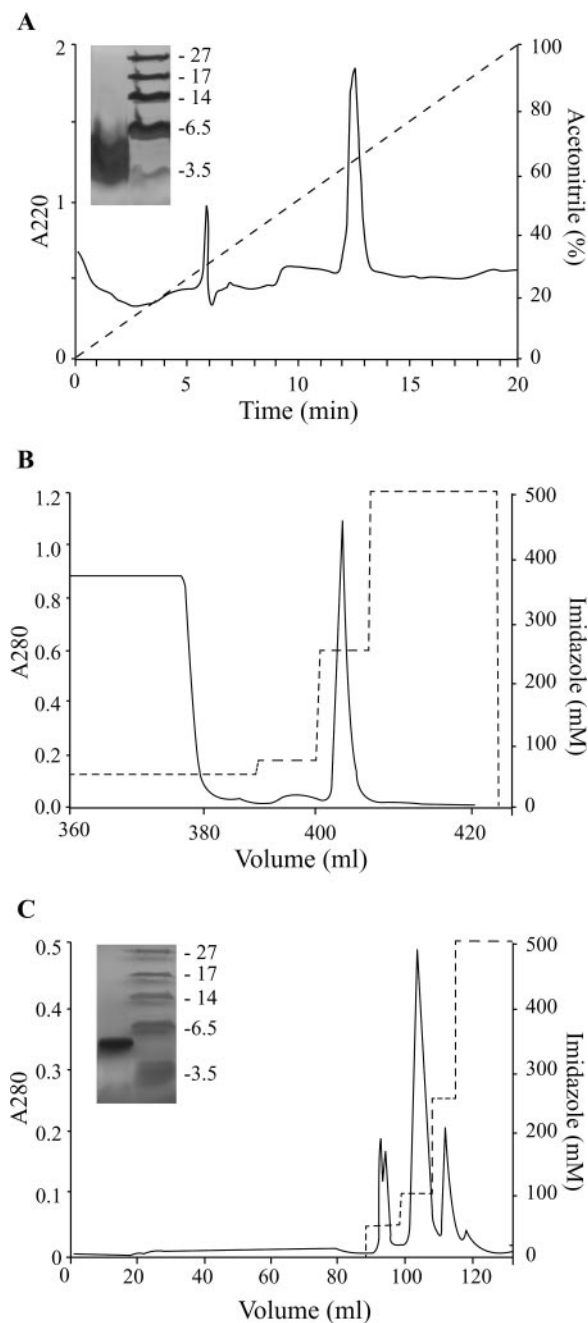 A
2
1
0
A220
- 27
- 17
- 14
-6.5
-3.5
100
80
60
40
20
0
Acetonitrile (%)
0 5 10 15 20
Time (min)
B
1.2
1.0
0.8
0.6
0.4
0.2
0.0
A280
500
400
300
200
100
0
Imidazole (mM)
360 380 400 420
Volume (ml)
C
0.5
0.4
0.3
0.2
0.1
0
A280
- 27
- 17
- 14
-6.5
-3.5
500
400
300
200
100
0
Imidazole (mM)
0 20 40 60 80 100 120
Volume (ml)